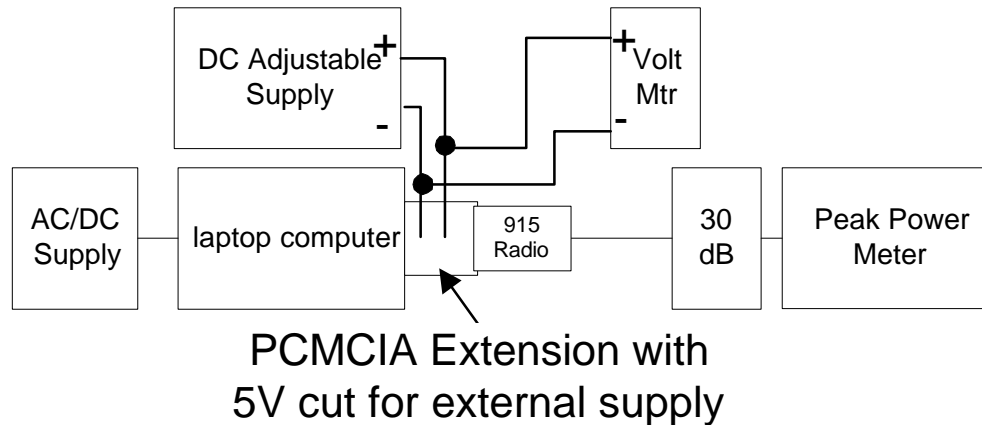 DC Adjustable
Supply
+
-
+
Volt
Mtr
-
AC/DC
Supply
laptop computer
915
Radio
30
dB
Peak Power
Meter
PCMCIA Extension with
5V cut for external supply